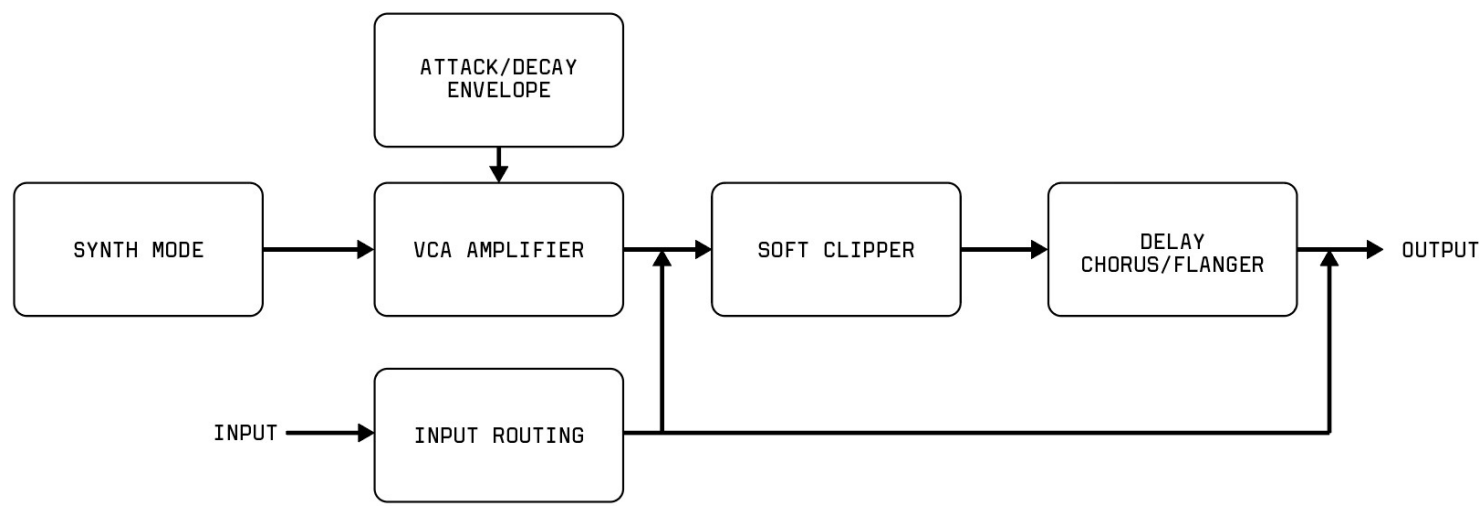 ATTACK/DECAY
ENVELOPE
SYNTH MODE
VCA AMPLIFIER
SOFT CLIPPER
DELAY
CHORUS/FLANGER
OUTPUT
INPUT
INPUT ROUTING